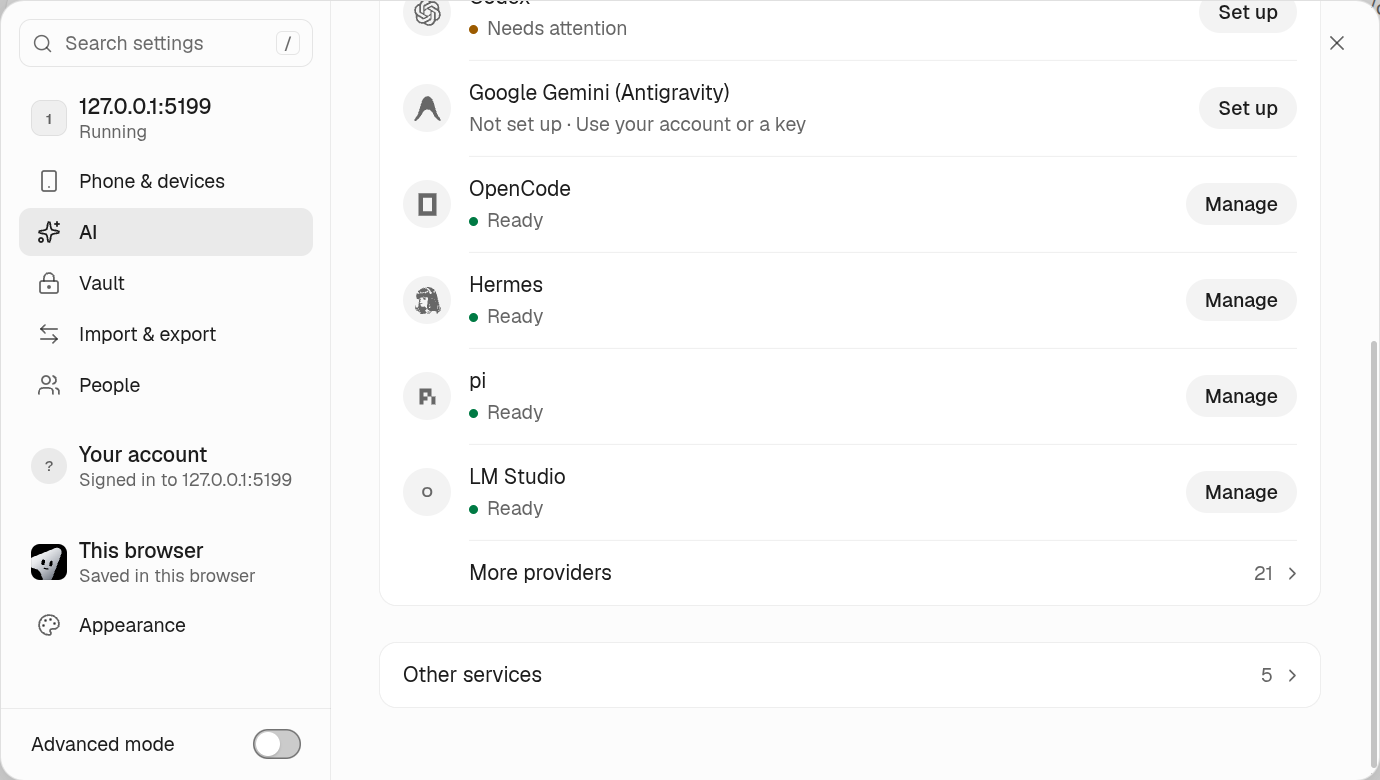 Search settings /
1
127.0.0.1:5199
Running
Phone & devices
AI
Vault
Import & export
People
?
Your account
Signed in to 127.0.0.1:5199
This browser
Saved in this browser
Appearance
Advanced mode
Needs attention
Set up
Google Gemini (Antigravity)
Not set up · Use your account or a key
Set up
OpenCode
Ready
Manage
Hermes
Ready
Manage
pi
Ready
Manage
O
LM Studio
Ready
Manage
More providers 21
Other services 5